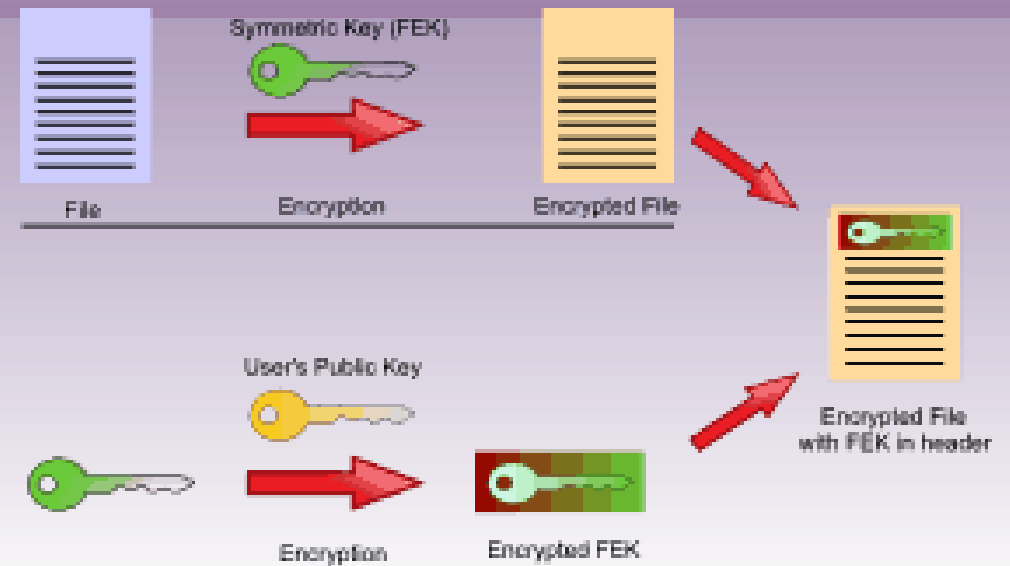 Symmetric Key (FEK)
File
Encryption
Encrypted File
User's Public Key
Encrypted File
with FEK in header
Encryption
Encrypted FEK